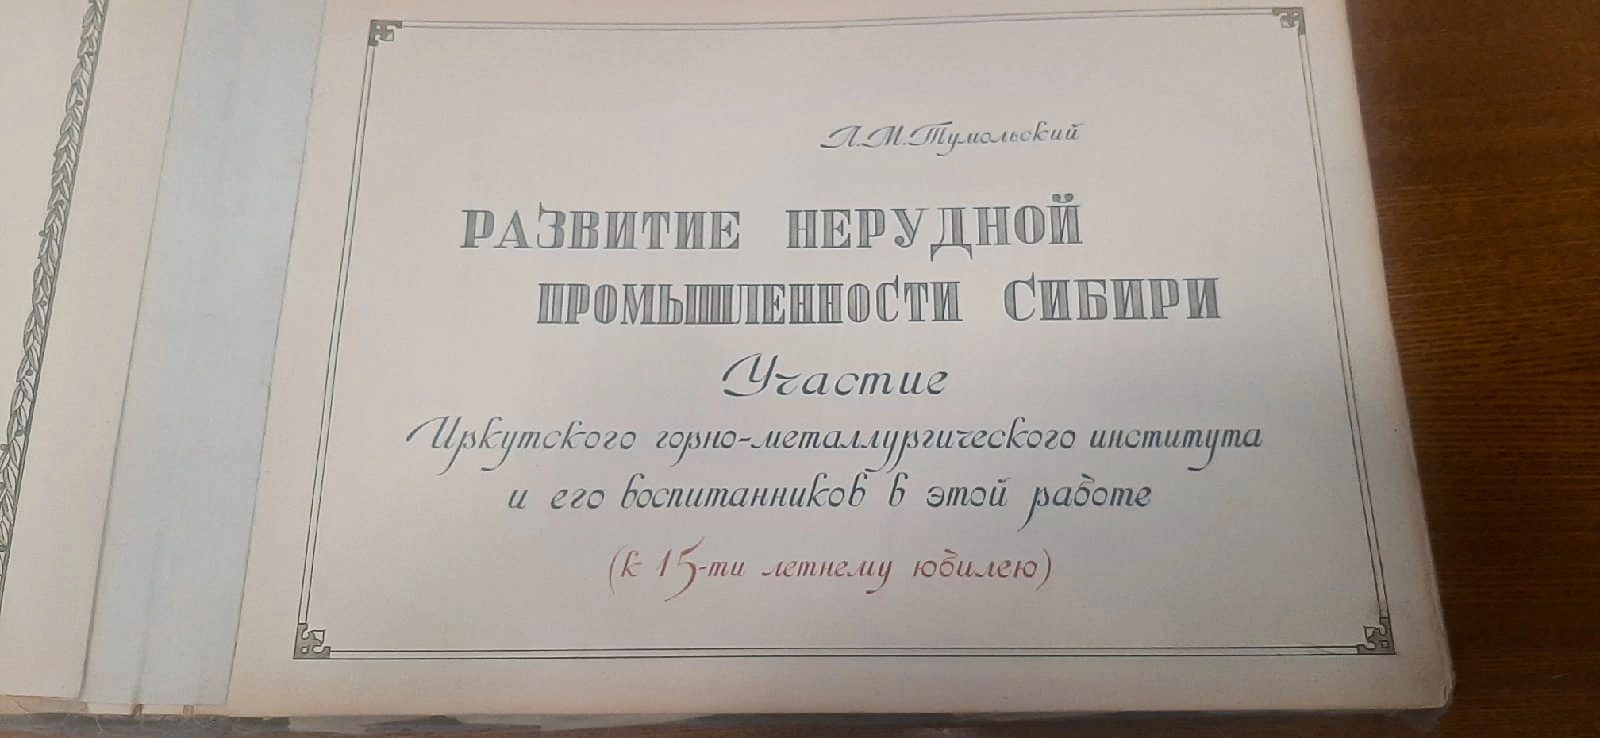 Л.М.Тумольский
РАЗВИТИЕ НЕРУДНОЙ
ПРОМЫШЛЕННОСТИ СИБИРИ
Участие
Иркутского горно-металлургического института
и его воспитанников в этой работе
(к 15-ти летнему юбилею)